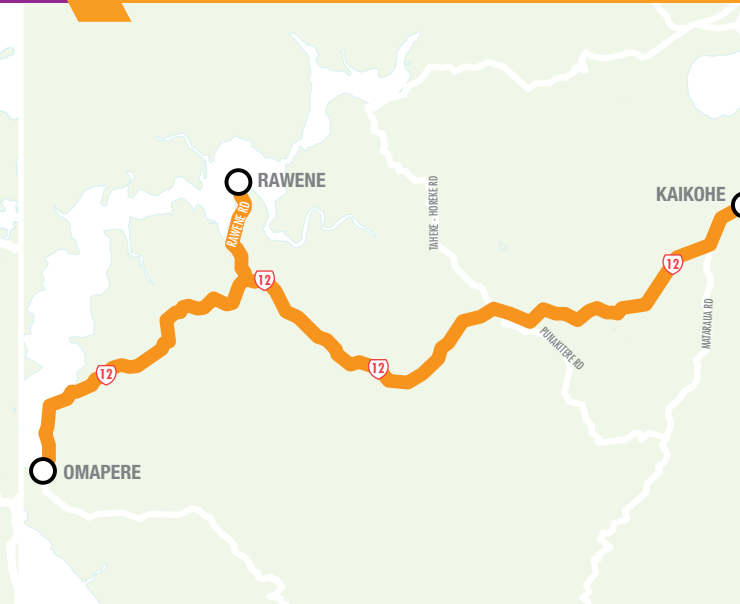 RAWENE
TAHEKE - HOREKE RD
KAIKOHE
RAWENE RD
12
12
PUNAKITERE RD
MATARAUA RD
12
12
OMAPERE